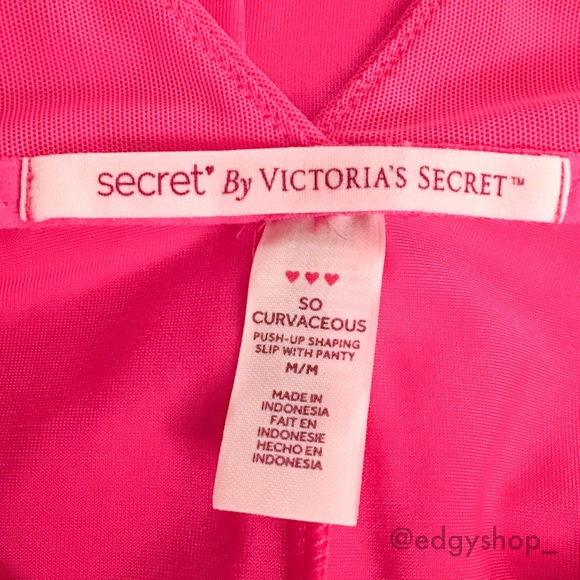 secret♥ By VICTORIA'S SECRET™
♥♥♥
SO
CURVACEOUS
PUSH-UP SHAPING
SLIP WITH PANTY
M/M
MADE IN
INDONESIA
FAIT EN
INDONESIE
HECHO EN
INDONESIA
@edgyshop_